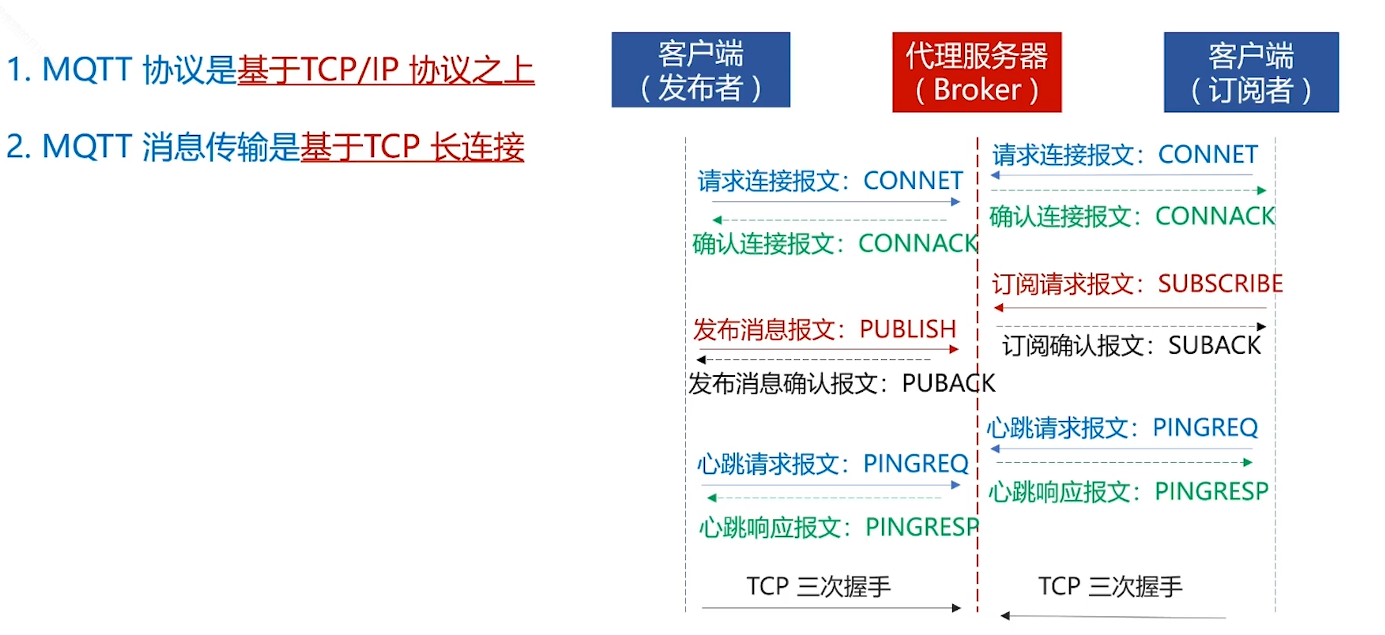 1. MQTT 协议是基于TCP/IP 协议之上
2. MQTT 消息传输是基于TCP 长连接
客户端
（发布者）
代理服务器
（Broker）
客户端
（订阅者）
请求连接报文：CONNET
确认连接报文：CONNACK
发布消息报文：PUBLISH
发布消息确认报文：PUBACK
心跳请求报文：PINGREQ
心跳响应报文：PINGRESP
TCP 三次握手
请求连接报文：CONNET
确认连接报文：CONNACK
订阅请求报文：SUBSCRIBE
订阅确认报文：SUBACK
心跳请求报文：PINGREQ
心跳响应报文：PINGRESP
TCP 三次握手